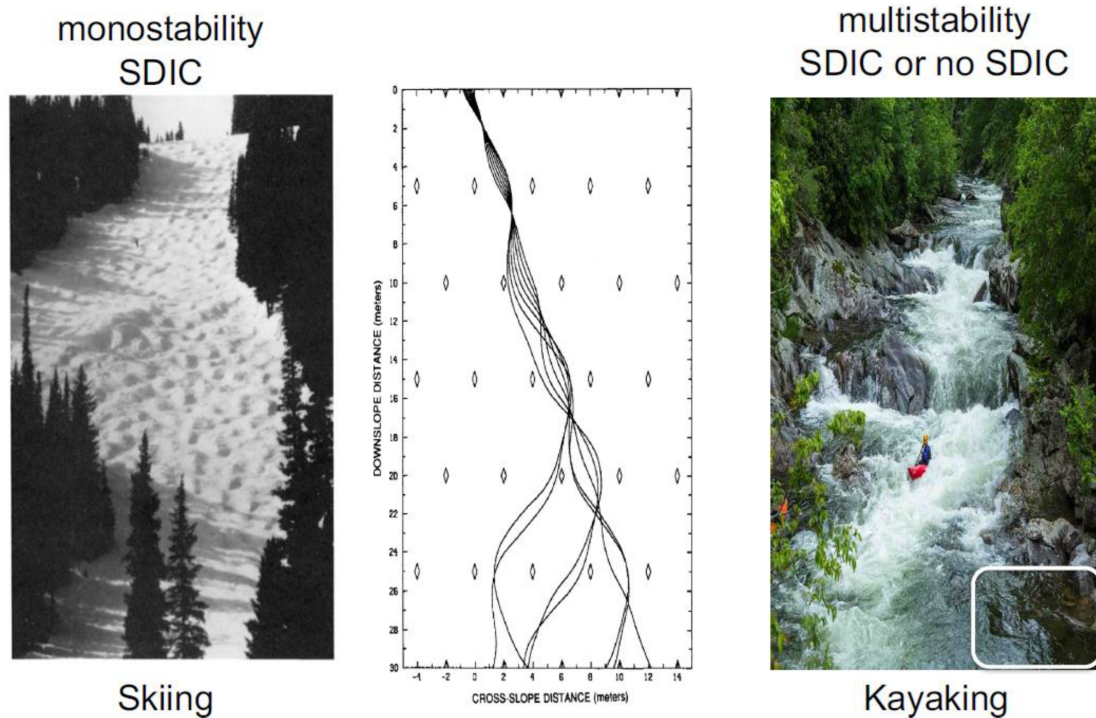 monostability
SDIC
multistability
SDIC or no SDIC
0
2
4
6
8
10
12
14
16
18
20
22
24
26
28
30
DOWNSLOPE DISTANCE (meters)
-4 -2 0 2 4 6 8 10 12 14
CROSS-SLOPE DISTANCE (meters)
Skiing
Kayaking